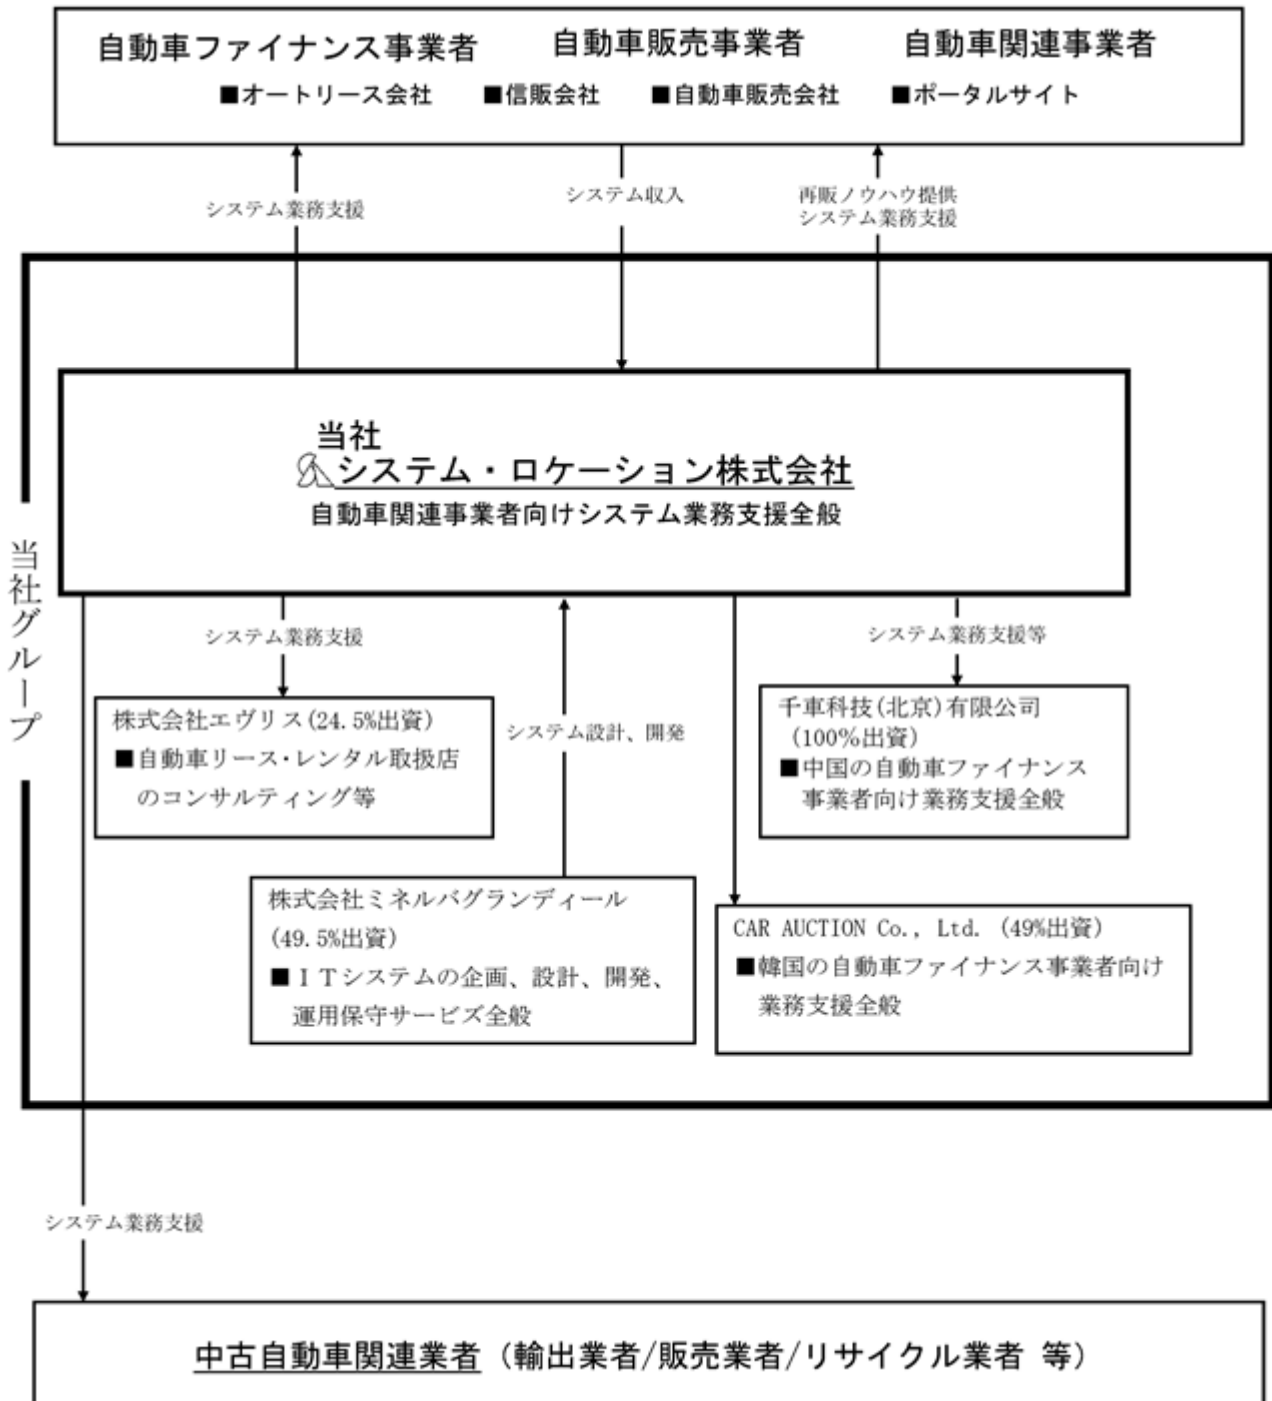 自動車ファイナンス事業者 自動車販売事業者 自動車関連事業者
■オートリース会社 ■信販会社 ■自動車販売会社 ■ポータルサイト
システム業務支援
システム収入
再販ノウハウ提供
システム業務支援
当社
システム・ロケーション株式会社
自動車関連事業者向けシステム業務支援全般
当社グループ
システム業務支援
システム業務支援等
株式会社エヴリス(24.5%出資)
■自動車リース・レンタル取扱店
のコンサルティング等
システム設計、開発
千車科技(北京)有限公司
(100%出資)
■中国の自動車ファイナンス
事業者向け業務支援全般
株式会社ミネルバグランディール
(49.5%出資)
■ITシステムの企画、設計、開発、
運用保守サービズ全般
CAR AUCTION Co., Ltd. (49%出資)
■韓国の自動車ファイナンス事業者向け
業務支援全般
システム業務支援
中古自動車関連業者 (輸出業者/販売業者/リサイクル業者 等)